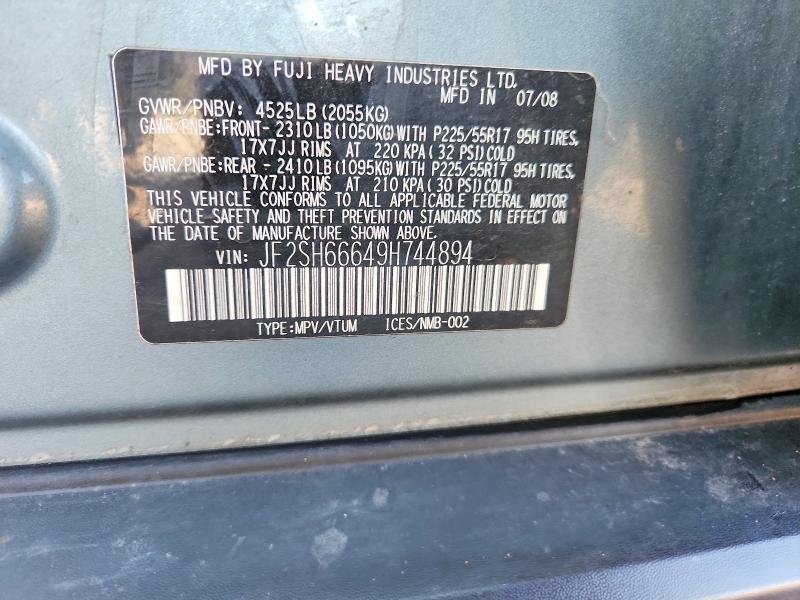 MFD BY FUJI HEAVY INDUSTRIES LTD.
MFD IN 07/08
GVWR/PNBV: 4525LB(2055KG)
GAWR/PNBE:FRONT- 2310LB(1050KG)WITH P225/55R17 95H TIRES,
17X7JJ RIMS AT 220 KPA( 32 PSI)COLD
GAWR/PNBE:REAR - 2410LB(1095KG)WITH P225/55R17 95H TIRES,
17X7JJ RIMS AT 210 KPA( 30 PSI)COLD
THIS VEHICLE CONFORMS TO ALL APPLICABLE FEDERAL MOTOR
VEHICLE SAFETY AND THEFT PREVENTION STANDARDS IN EFFECT ON
THE DATE OF MANUFACTURE SHOWN ABOVE.
VIN: JF2SH66649H744894
TYPE:MPV/VTUM ICES/NMB-002